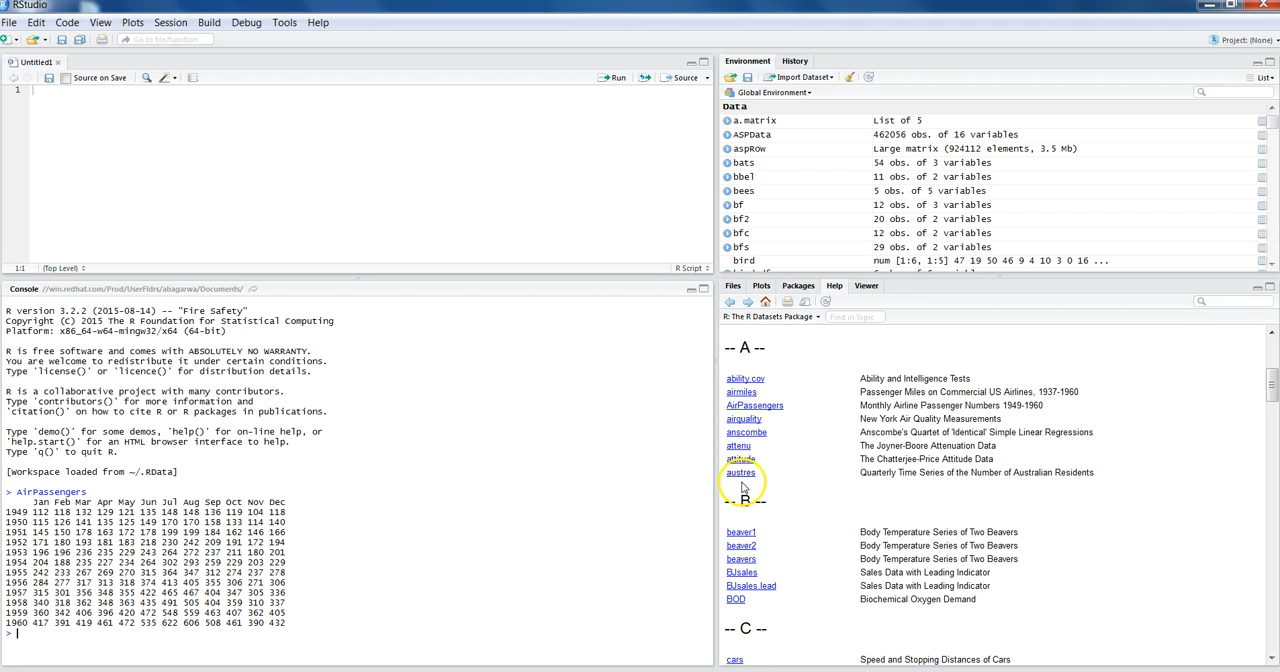 RStudio
File Edit Code View Plots Session Build Debug Tools Help
Go to file/function
Project: (None)
Untitled1
Source on Save
Run
Source
1
1:1 (Top Level) R Script
Environment History
Import Dataset
List
Global Environment
Data
a.matrix List of 5
ASPData 462056 obs. of 16 variables
aspRow Large matrix (924112 elements, 3.5 Mb)
bats 54 obs. of 3 variables
bbel 11 obs. of 2 variables
bees 5 obs. of 5 variables
bf 12 obs. of 3 variables
bf2 20 obs. of 2 variables
bfc 12 obs. of 2 variables
bfs 29 obs. of 2 variables
bird num [1:6, 1:5] 47 19 50 46 9 4 10 3 0 16 ...
Console //win.redhat.com/Prod/UserFldrs/abagarwa/Documents/
R version 3.2.2 (2015-08-14) -- "Fire Safety"
Copyright (C) 2015 The R Foundation for Statistical Computing
Platform: x86_64-w64-mingw32/x64 (64-bit)
R is free software and comes with ABSOLUTELY NO WARRANTY.
You are welcome to redistribute it under certain conditions.
Type 'license()' or 'licence()' for distribution details.
R is a collaborative project with many contributors.
Type 'contributors()' for more information and
'citation()' on how to cite R or R packages in publications.
Type 'demo()' for some demos, 'help()' for on-line help, or
'help.start()' for an HTML browser interface to help.
Type 'q()' to quit R.
[Workspace loaded from ~/.RData]
> AirPassengers
Jan Feb Mar Apr May Jun Jul Aug Sep Oct Nov Dec
1949 112 118 132 129 121 135 148 148 136 119 104 118
1950 115 126 141 135 125 149 170 170 158 133 114 140
1951 145 150 178 163 172 178 199 199 184 162 146 166
1952 171 180 193 181 183 218 230 242 209 191 172 194
1953 196 196 236 235 229 243 264 272 237 211 180 201
1954 204 188 235 227 234 264 302 293 259 229 203 229
1955 242 233 267 269 270 315 364 347 312 274 237 278
1956 284 277 317 313 318 374 413 405 355 306 271 306
1957 315 301 356 348 355 422 465 467 404 347 305 336
1958 340 318 362 348 363 435 491 505 404 359 310 337
1959 360 342 406 396 420 472 548 559 463 407 362 405
1960 417 391 419 461 472 535 622 606 508 461 390 432
>
Files Plots Packages Help Viewer
R: The R Datasets Package Find in Topic
-- A --
ability.cov Ability and Intelligence Tests
airmiles Passenger Miles on Commercial US Airlines, 1937-1960
AirPassengers Monthly Airline Passenger Numbers 1949-1960
airquality New York Air Quality Measurements
anscombe Anscombe's Quartet of 'Identical' Simple Linear Regressions
attenu The Joyner-Boore Attenuation Data
attitude The Chatterjee-Price Attitude Data
austres Quarterly Time Series of the Number of Australian Residents
-- B --
beaver1 Body Temperature Series of Two Beavers
beaver2 Body Temperature Series of Two Beavers
beavers Body Temperature Series of Two Beavers
BJsales Sales Data with Leading Indicator
BJsales.lead Sales Data with Leading Indicator
BOD Biochemical Oxygen Demand
-- C --
cars Speed and Stopping Distances of Cars